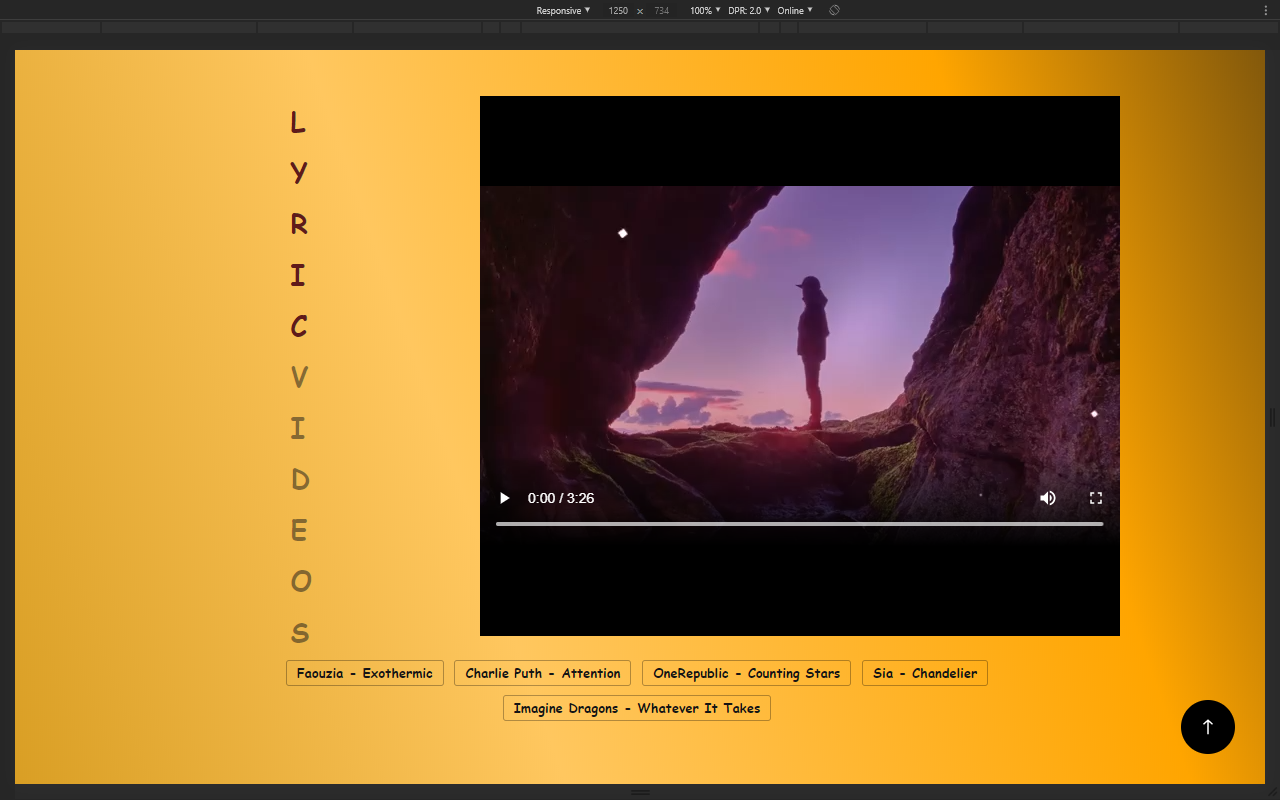 Responsive 1250 × 734 100% DPR: 2.0 Online
L
Y
R
I
C
V
I
D
E
O
S
0:00 / 3:26
Faouzia - Exothermic Charlie Puth - Attention OneRepublic - Counting Stars Sia - Chandelier
Imagine Dragons - Whatever It Takes